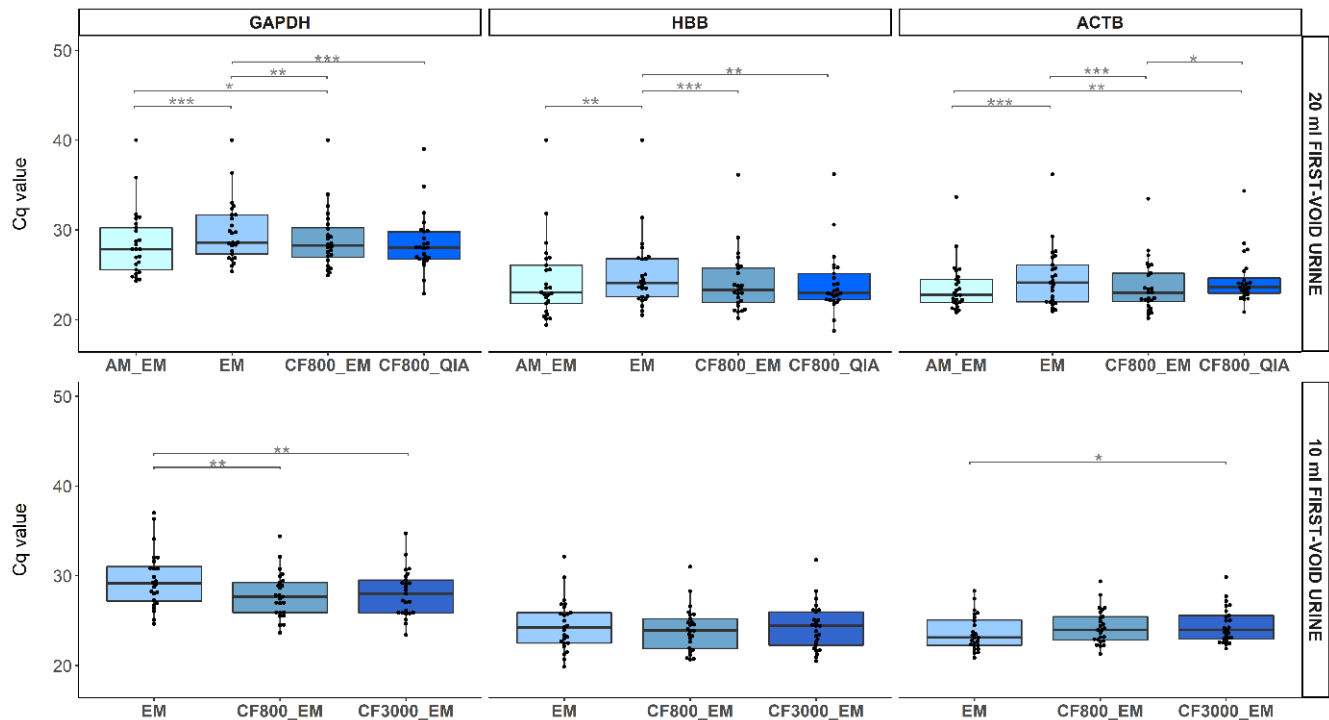 GAPDH HBB ACTB
50
40
30
20
Cq value
*** ** * ***
** *** **
* *** ** ***
20 ml FIRST-VOID URINE
AM_EM EM CF800_EM CF800_QIA AM_EM EM CF800_EM CF800_QIA AM_EM EM CF800_EM CF800_QIA
50
40
30
20
Cq value
** **
*
10 ml FIRST-VOID URINE
EM CF800_EM CF3000_EM EM CF800_EM CF3000_EM EM CF800_EM CF3000_EM